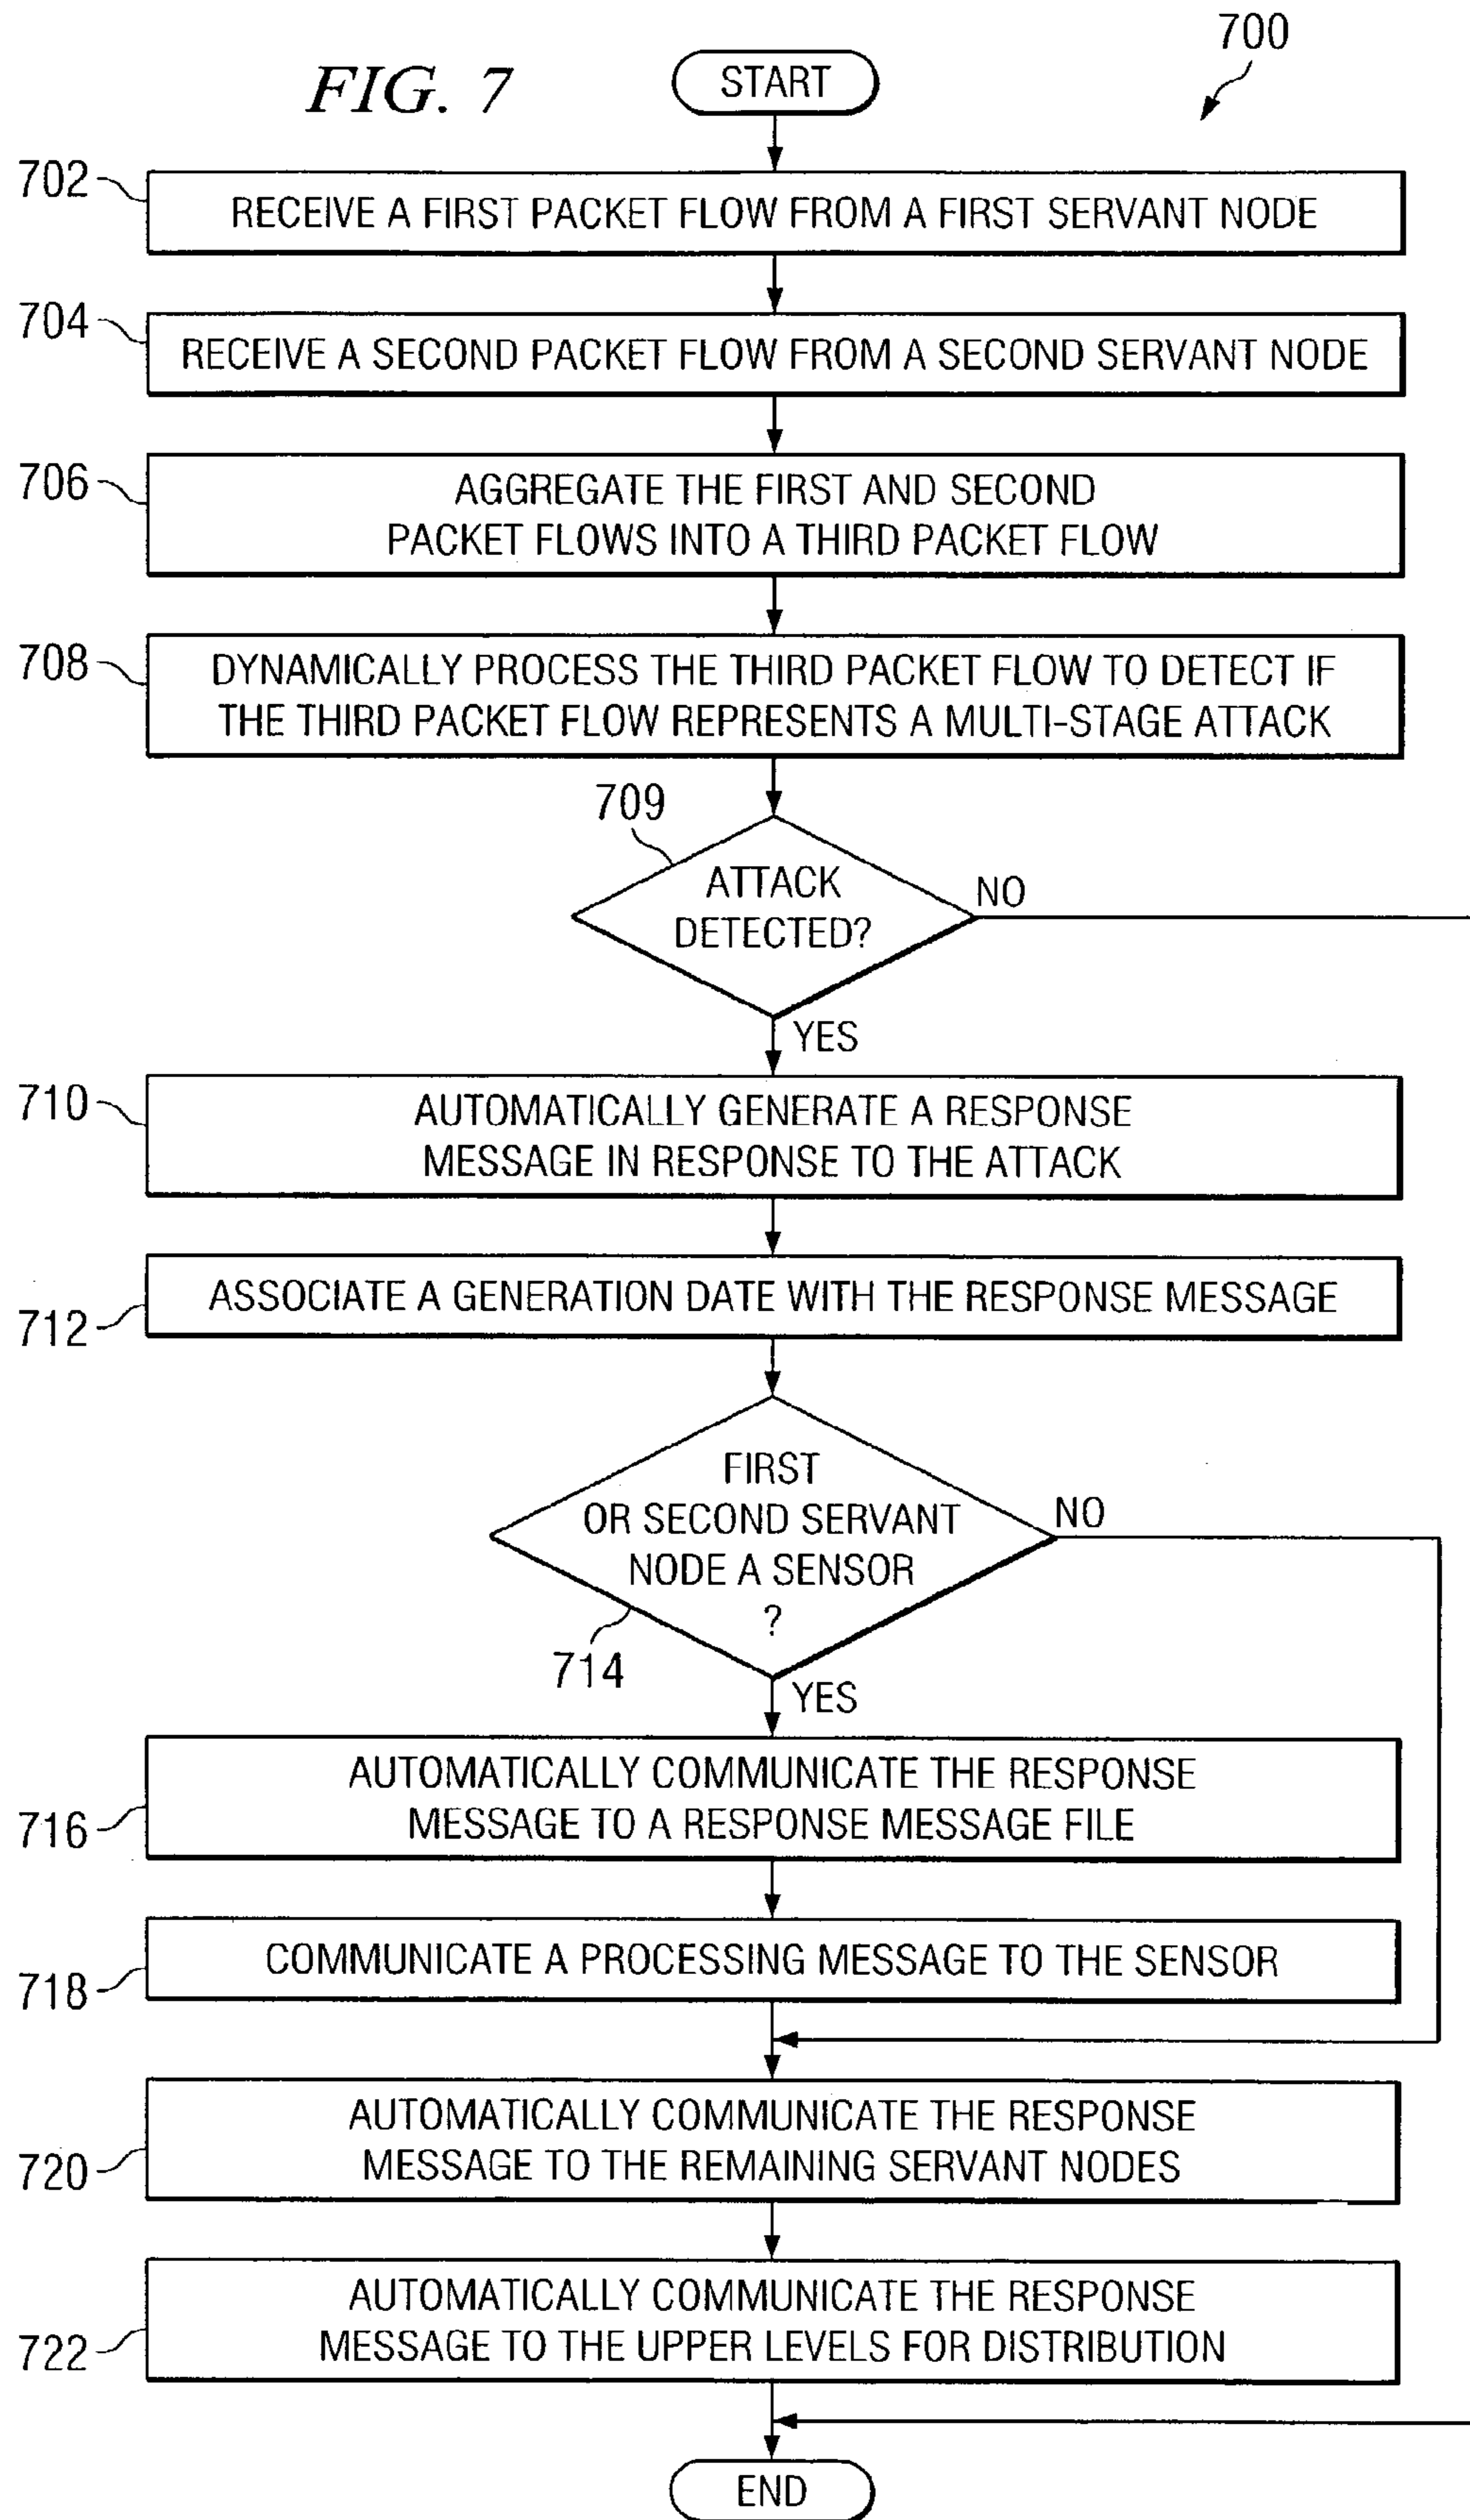 FIG. 7
START
700
702
RECEIVE A FIRST PACKET FLOW FROM A FIRST SERVANT NODE
704
RECEIVE A SECOND PACKET FLOW FROM A SECOND SERVANT NODE
706
AGGREGATE THE FIRST AND SECOND
PACKET FLOWS INTO A THIRD PACKET FLOW
708
DYNAMICALLY PROCESS THE THIRD PACKET FLOW TO DETECT IF
THE THIRD PACKET FLOW REPRESENTS A MULTI-STAGE ATTACK
709
ATTACK
DETECTED?
NO
YES
710
AUTOMATICALLY GENERATE A RESPONSE
MESSAGE IN RESPONSE TO THE ATTACK
712
ASSOCIATE A GENERATION DATE WITH THE RESPONSE MESSAGE
FIRST
OR SECOND SERVANT
NODE A SENSOR
?
NO
714
YES
716
AUTOMATICALLY COMMUNICATE THE RESPONSE
MESSAGE TO A RESPONSE MESSAGE FILE
718
COMMUNICATE A PROCESSING MESSAGE TO THE SENSOR
720
AUTOMATICALLY COMMUNICATE THE RESPONSE
MESSAGE TO THE REMAINING SERVANT NODES
722
AUTOMATICALLY COMMUNICATE THE RESPONSE
MESSAGE TO THE UPPER LEVELS FOR DISTRIBUTION
END